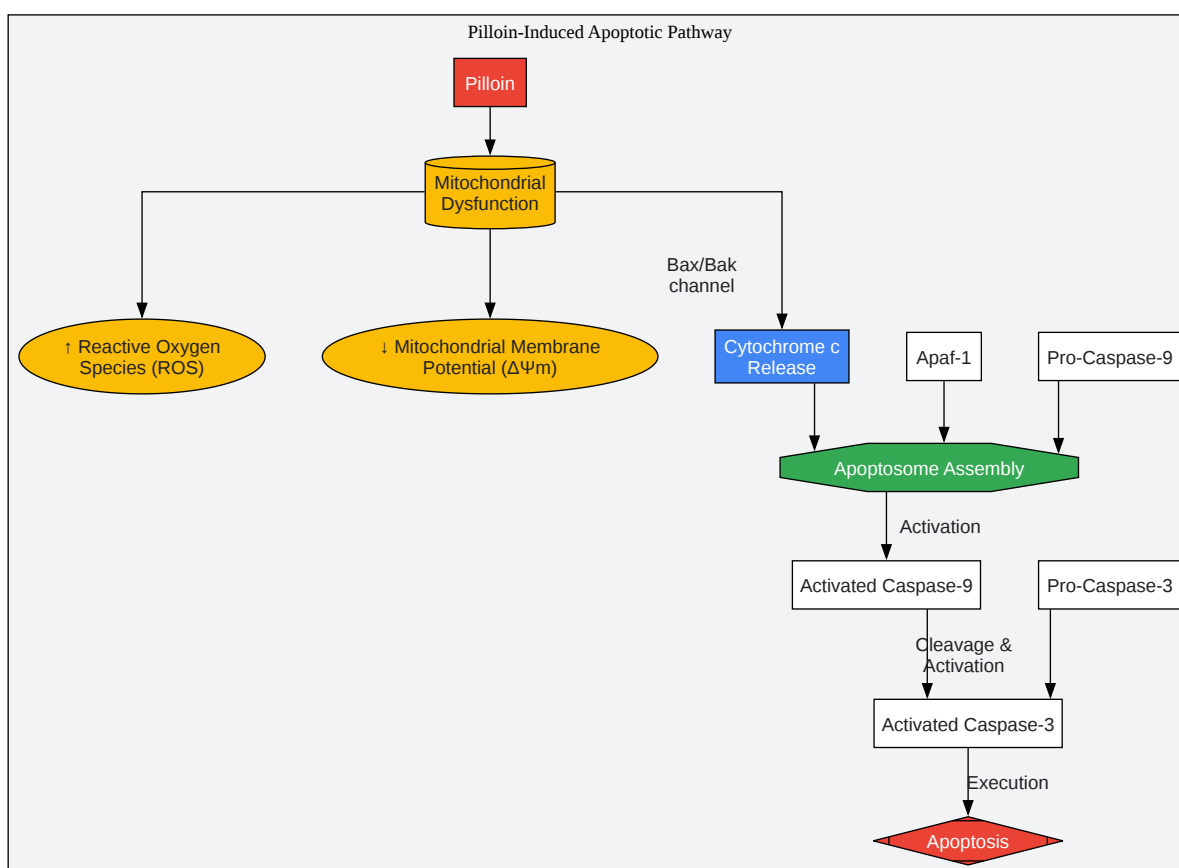 Pilloin-Induced Apoptotic Pathway
Pilloin
Mitochondrial
Dysfunction
Bax/Bak
channel
↑ Reactive Oxygen
Species (ROS)
↓ Mitochondrial Membrane
Potential (ΔΨm)
Cytochrome c
Release
Apaf-1
Pro-Caspase-9
Apoptosome Assembly
Activation
Activated Caspase-9
Pro-Caspase-3
Cleavage &
Activation
Activated Caspase-3
Execution
Apoptosis